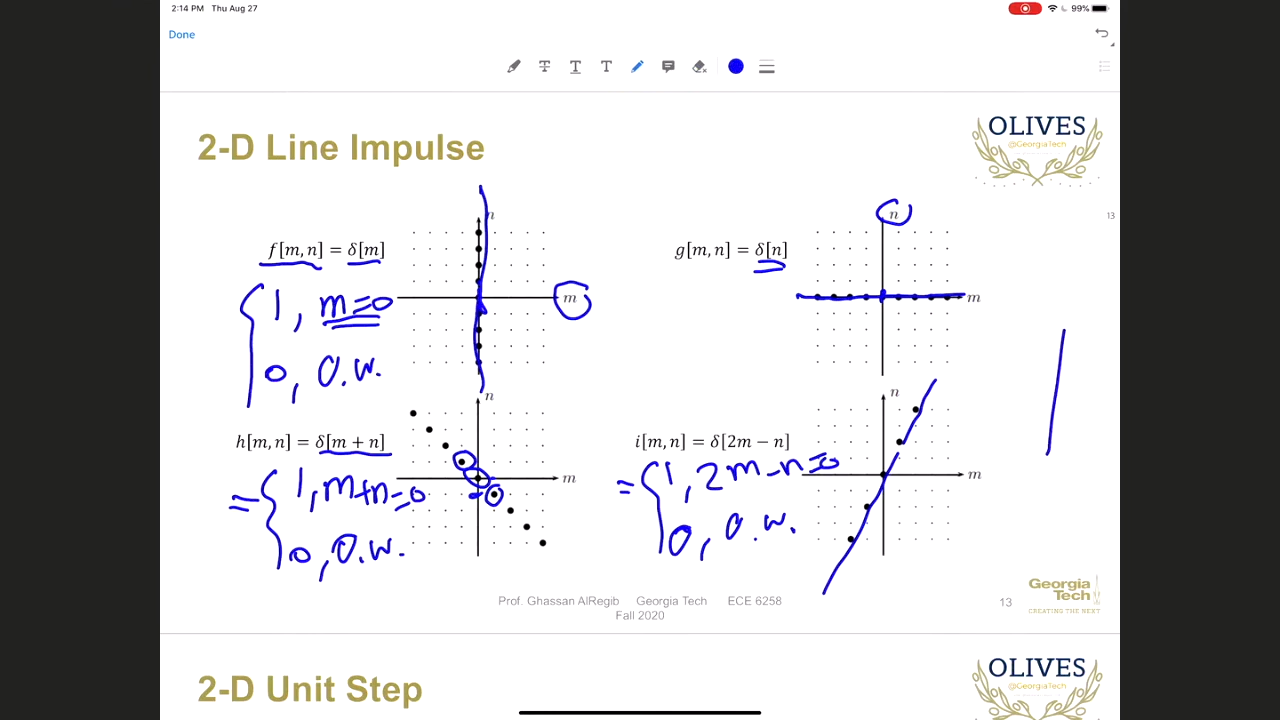 2:14 PM Thu Aug 27
99%
Done
T T T
2-D Line Impulse
OLIVES
@GeorgiaTech
13
n
f[m, n] = δ[m]
1, m=0
0, O.W.
m
n
g[m, n] = δ[n]
m
n
h[m, n] = δ[m + n]
= 1, m+n=0
0, O.W.
m
n
i[m, n] = δ[2m − n]
= 1, 2m-n=0
0, O.W.
m
Prof. Ghassan AlRegib Georgia Tech ECE 6258
Fall 2020
13
Georgia
Tech
CREATING THE NEXT
2-D Unit Step
OLIVES
@GeorgiaTech